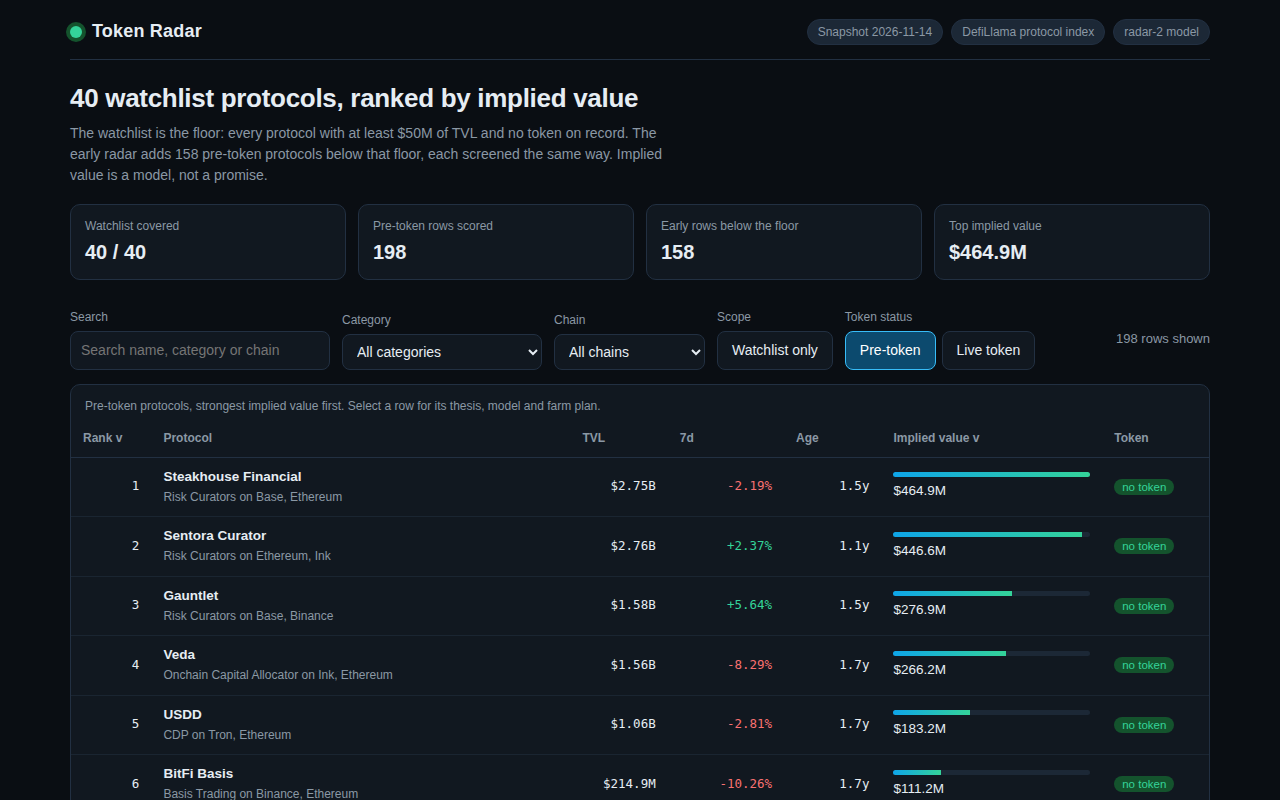 Token Radar
Snapshot 2026-11-14
DefiLlama protocol index
radar-2 model
40 watchlist protocols, ranked by implied value
The watchlist is the floor: every protocol with at least $50M of TVL and no token on record. The
early radar adds 158 pre-token protocols below that floor, each screened the same way. Implied
value is a model, not a promise.
Watchlist covered
40 / 40
Pre-token rows scored
198
Early rows below the floor
158
Top implied value
$464.9M
Search
Search name, category or chain
Category
All categories
Chain
All chains
Scope
Watchlist only
Token status
Pre-token
Live token
198 rows shown
Pre-token protocols, strongest implied value first. Select a row for its thesis, model and farm plan.
Rank v Protocol TVL 7d Age Implied value v Token
1 Steakhouse Financial $2.75B -2.19% 1.5y $464.9M no token
Risk Curators on Base, Ethereum
2 Sentora Curator $2.76B +2.37% 1.1y $446.6M no token
Risk Curators on Ethereum, Ink
3 Gauntlet $1.58B +5.64% 1.5y $276.9M no token
Risk Curators on Base, Binance
4 Veda $1.56B -8.29% 1.7y $266.2M no token
Onchain Capital Allocator on Ink, Ethereum
5 USDD $1.06B -2.81% 1.7y $183.2M no token
CDP on Tron, Ethereum
6 BitFi Basis $214.9M -10.26% 1.7y $111.2M no token
Basis Trading on Binance, Ethereum